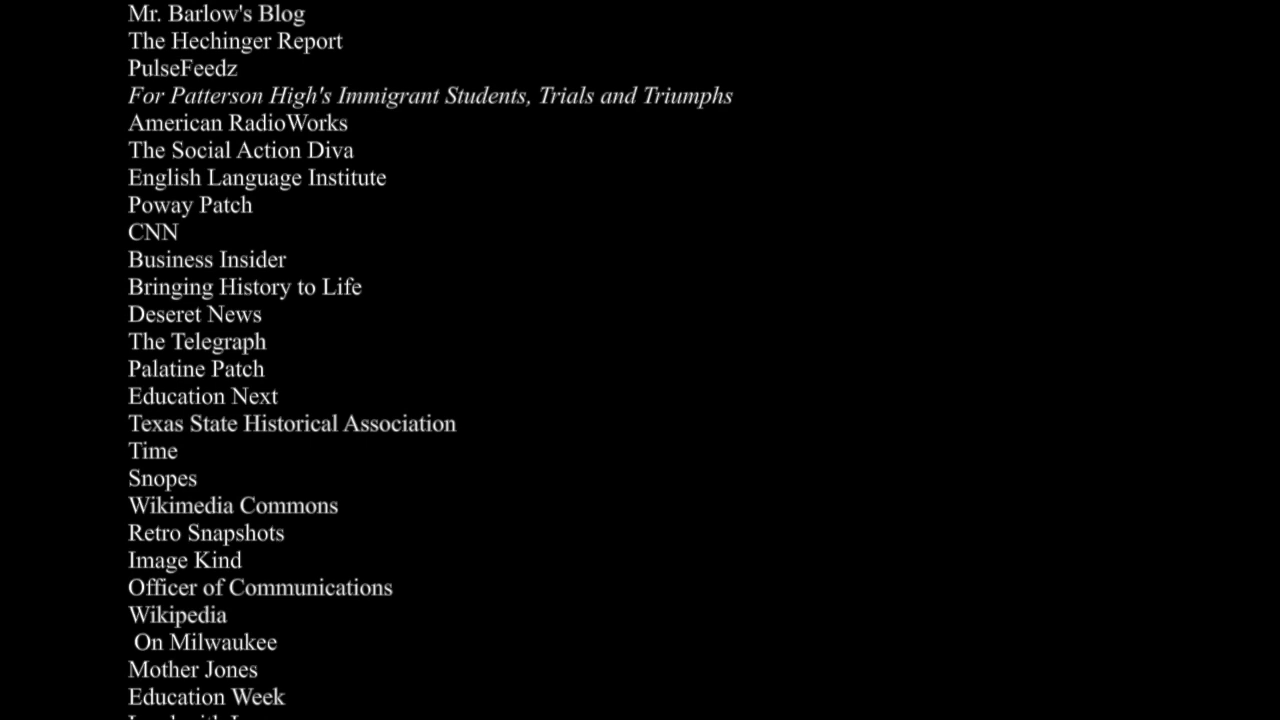 Mr. Barlow's Blog
The Hechinger Report
PulseFeedz
For Patterson High's Immigrant Students, Trials and Triumphs
American RadioWorks
The Social Action Diva
English Language Institute
Poway Patch
CNN
Business Insider
Bringing History to Life
Deseret News
The Telegraph
Palatine Patch
Education Next
Texas State Historical Association
Time
Snopes
Wikimedia Commons
Retro Snapshots
Image Kind
Officer of Communications
Wikipedia
On Milwaukee
Mother Jones
Education Week